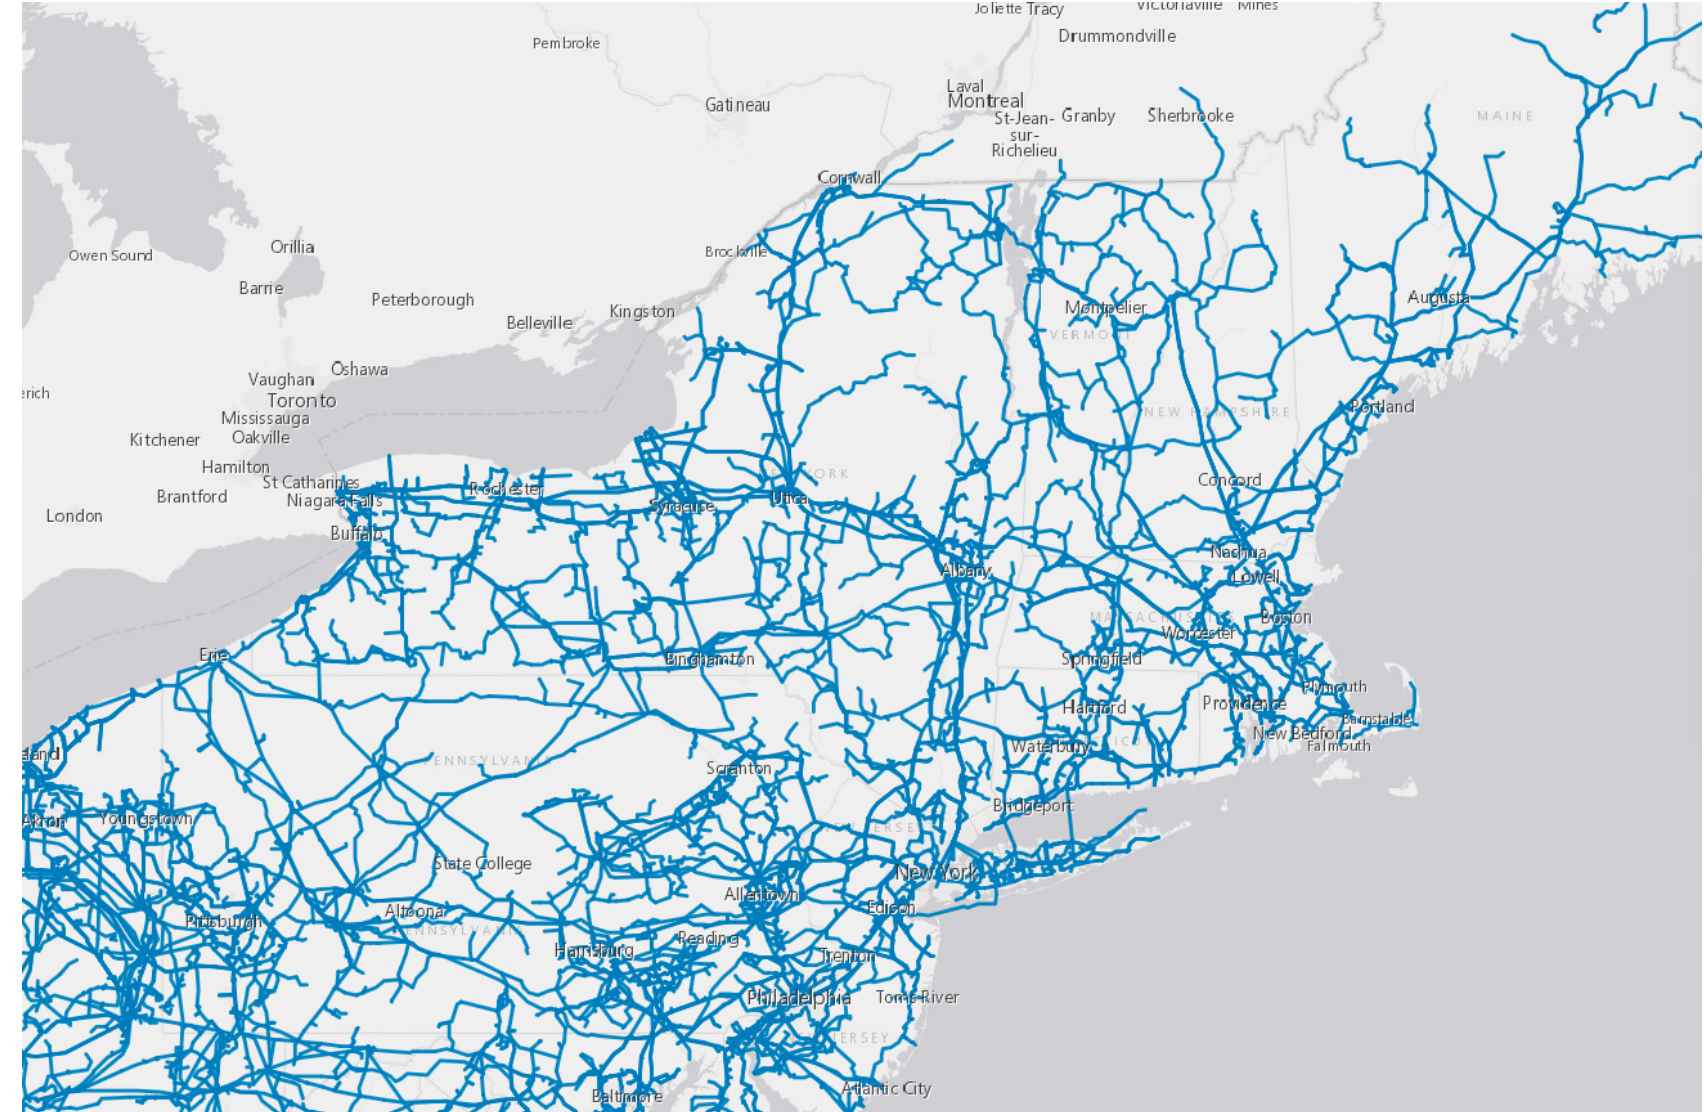 Joliette Tracy
Victoriaville
Mines
Pembroke
Drummondville
Gatineau
Laval
Montreal
St-Jean-
sur-
Richelieu
Granby
Sherbrooke
MAINE
Cornwall
Brockville
Owen Sound
Orillia
Barrie
Peterborough
Belleville
Kingston
Montpelier
Augusta
VERMONT
Oshawa
Vaughan
Toronto
Mississauga
Oakville
Kitchener
Hamilton
St Catharines
Niagara Falls
Brantford
London
Buffalo
Rochester
Syracuse
Utica
NEW YORK
NEW HAMPSHIRE
Portland
Concord
Nashua
Lowell
Albany
MASSACHUSETTS
Boston
Worcester
Springfield
Erie
Binghamton
Plymouth
Hartford
Providence
Barnstable
New Bedford
Falmouth
Waterbury
PENNSYLVANIA
Scranton
Bridgeport
Akron
Youngstown
NEW JERSEY
State College
New York
Allentown
Edison
Altoona
Pittsburgh
PENNSYLVANIA
Harrisburg
Reading
Trenton
Philadelphia
Toms River
NEW JERSEY
Atlantic City
Baltimore